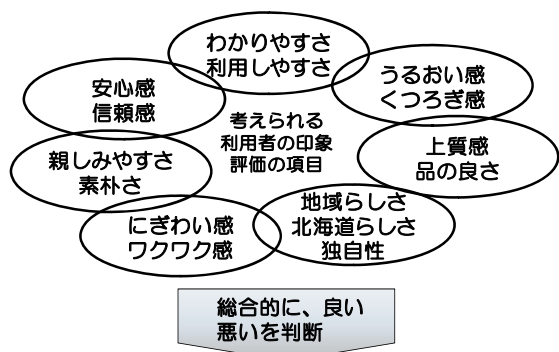 わかりやすさ
利用しやすさ
うるおい感
くつろぎ感
上質感
品の良さ
地域らしさ
北海道らしさ
独自性
にぎわい感
ワクワク感
親しみやすさ
素朴さ
安心感
信頼感
考えられる
利用者の印象
評価の項目
総合的に、良い
悪いを判断